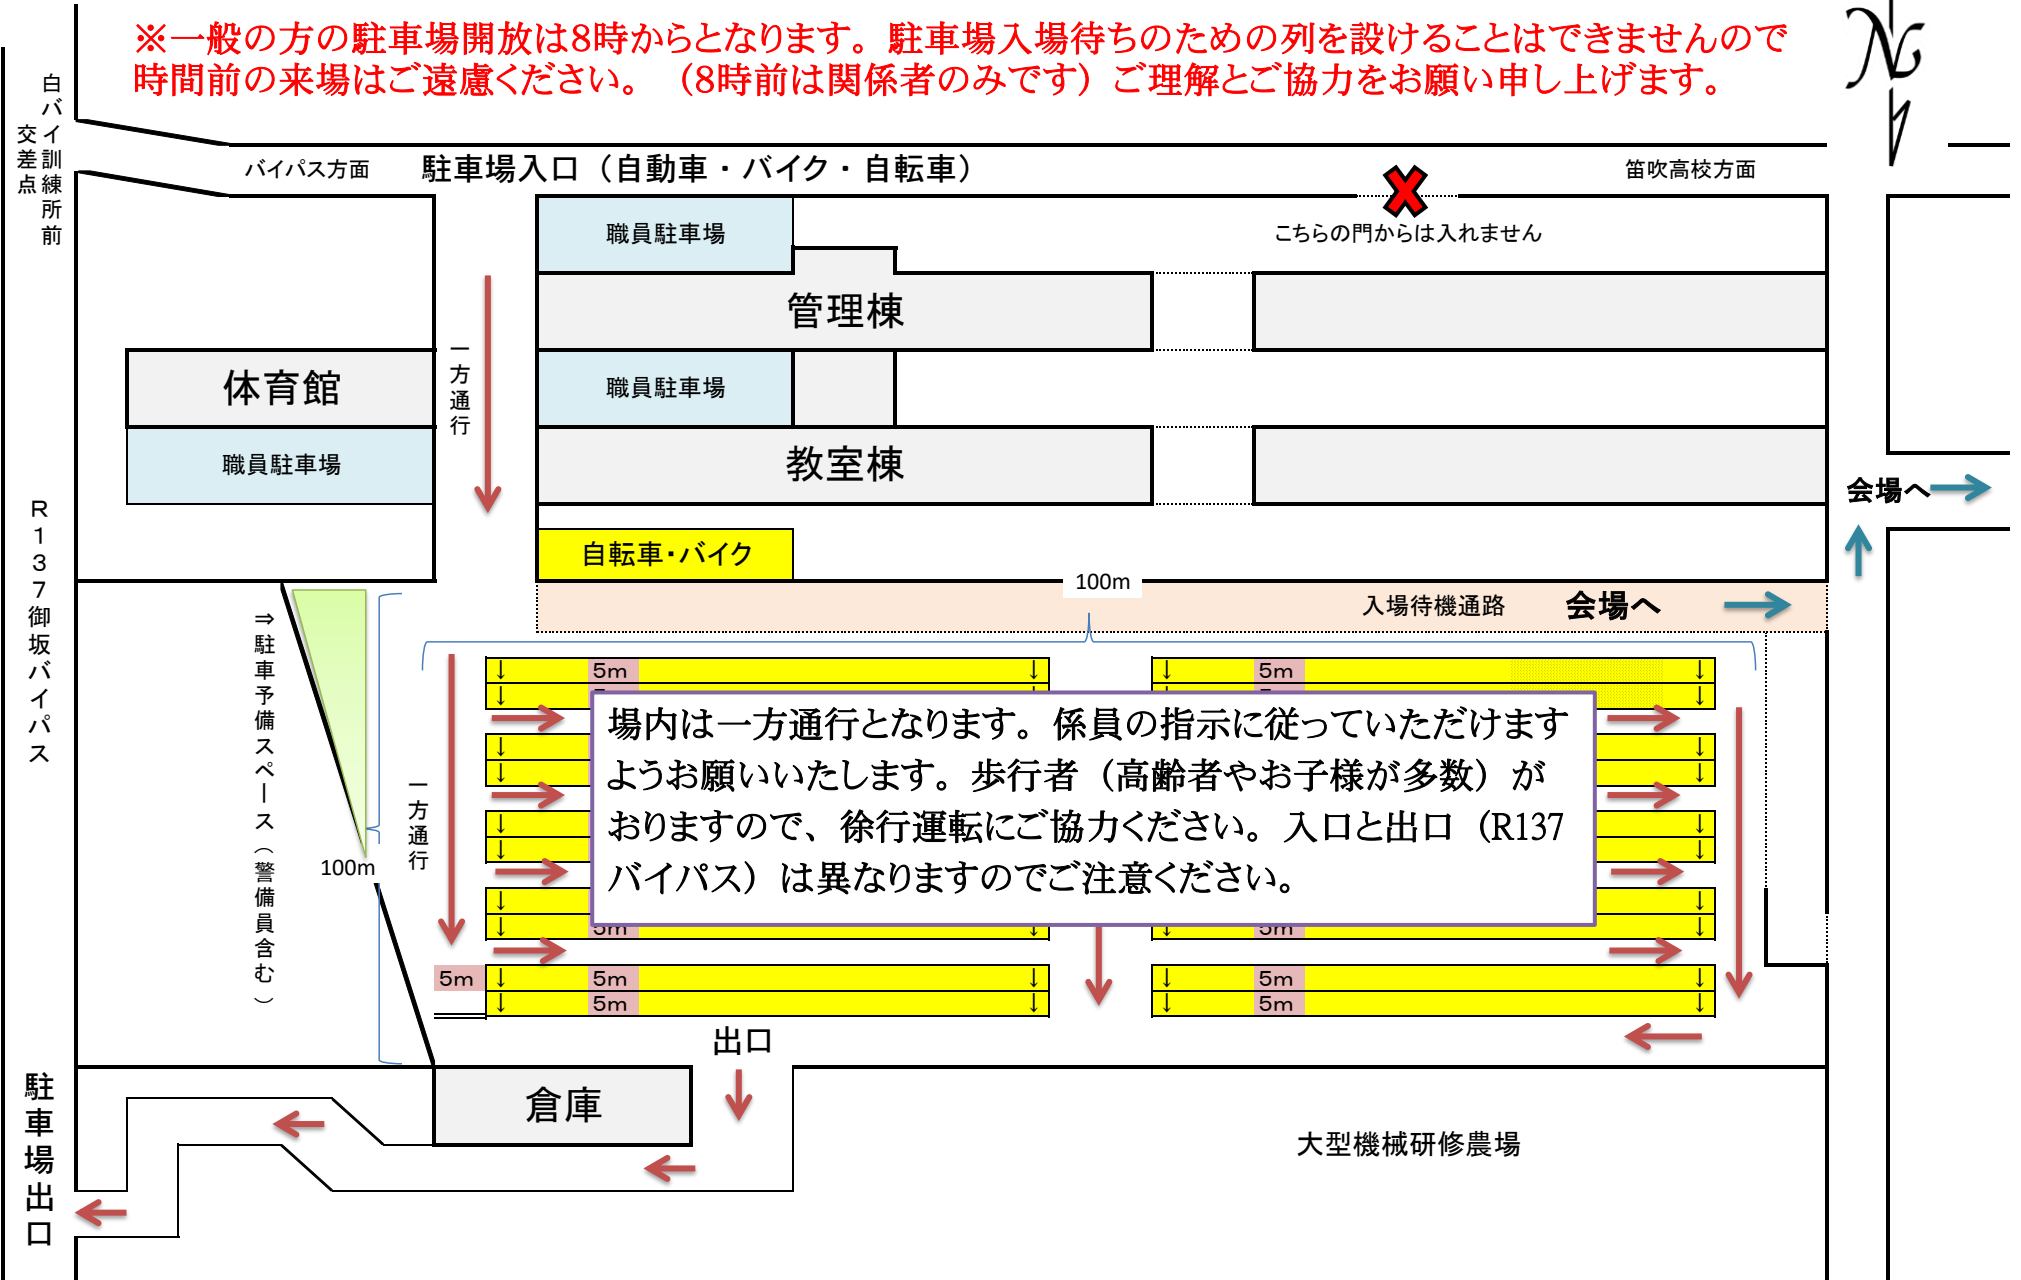 ※一般の方の駐車場開放は8時からとなります。駐車場入場待ちのための列を設けることはできませんので
時間前の来場はご遠慮ください。（8時前は関係者のみです）ご理解とご協力をお願い申し上げます。
N
白バイ訓練所前
交差点
バイパス方面
駐車場入口（自動車・バイク・自転車）
笛吹高校方面
職員駐車場
こちらの門からは入れません
管理棟
一方通行
体育館
職員駐車場
職員駐車場
教室棟
会場へ
R137御坂バイパス
自転車・バイク
100m
入場待機通路
会場へ
⇒駐車予備スペース（警備員含む）
↓ 5m ↓ ↓ 5m ↓
↓ ↓ ↓ ↓
場内は一方通行となります。係員の指示に従っていただけます
ようお願いいたします。歩行者（高齢者やお子様が多数）が
おりますので、徐行運転にご協力ください。入口と出口（R137
バイパス）は異なりますのでご注意ください。
↓ ↓
↓ ↓
一方通行
↓ ↓
↓ ↓
100m
↓ ↓
↓ 5m ↓ ↓ 5m ↓
5m ↓ 5m ↓ ↓ 5m ↓
↓ 5m ↓ ↓ 5m ↓
出口
駐車場出口
倉庫
大型機械研修農場